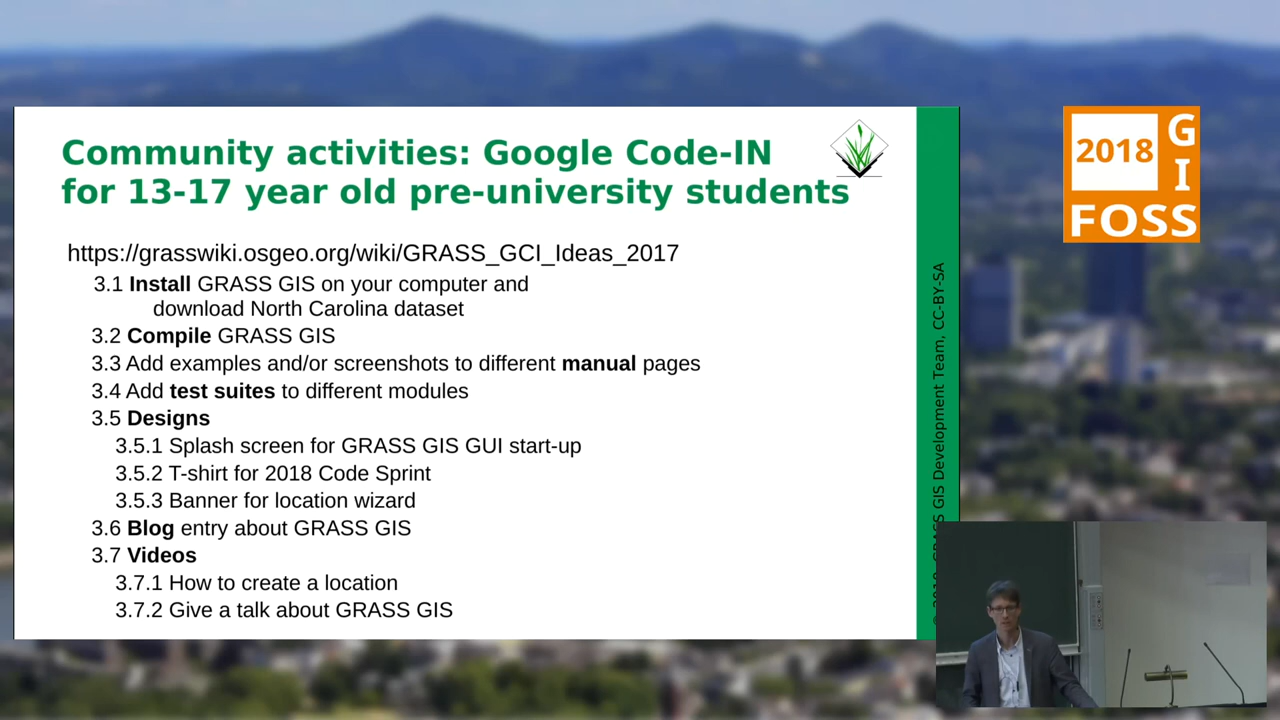 Community activities: Google Code-IN
for 13-17 year old pre-university students
https://grasswiki.osgeo.org/wiki/GRASS_GCI_Ideas_2017
3.1 Install GRASS GIS on your computer and
download North Carolina dataset
3.2 Compile GRASS GIS
3.3 Add examples and/or screenshots to different manual pages
3.4 Add test suites to different modules
3.5 Designs
3.5.1 Splash screen for GRASS GIS GUI start-up
3.5.2 T-shirt for 2018 Code Sprint
3.5.3 Banner for location wizard
3.6 Blog entry about GRASS GIS
3.7 Videos
3.7.1 How to create a location
3.7.2 Give a talk about GRASS GIS
© 2018, GRASS GIS Development Team, CC-BY-SA
2018
GI
FOSS